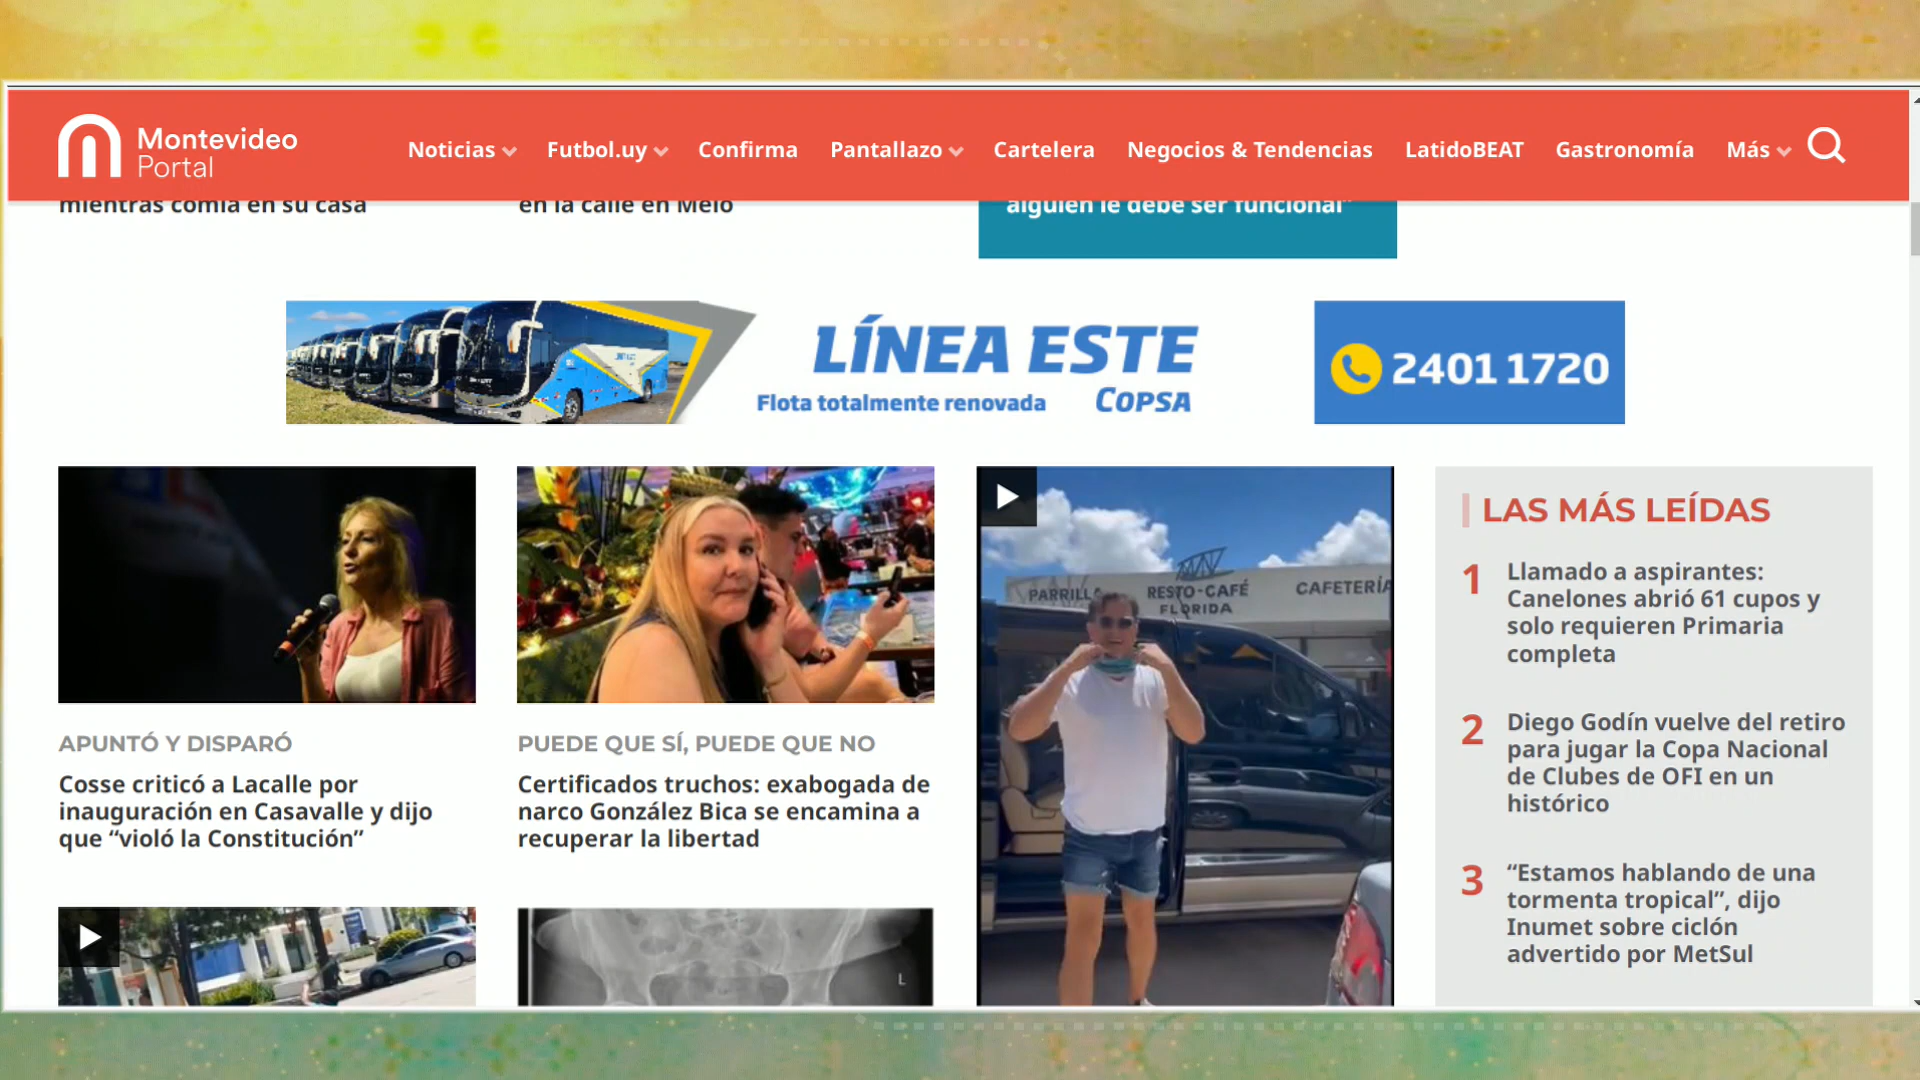 Montevideo
Portal
Noticias
Futbol.uy
Confirma
Pantallazo
Cartelera
Negocios & Tendencias
LatidoBEAT
Gastronomía
Más
mientras comía en su casa
en la calle en Melo
alguien le debe ser funcional”
LÍNEA ESTE
Flota totalmente renovada
COPSA
2401 1720
PARRILLA
RESTO-CAFÉ
FLORIDA
CAFETERÍA
L
APUNTÓ Y DISPARÓ
Cosse criticó a Lacalle por
inauguración en Casavalle y dijo
que “violó la Constitución”
PUEDE QUE SÍ, PUEDE QUE NO
Certificados truchos: exabogada de
narco González Bica se encamina a
recuperar la libertad
LAS MÁS LEÍDAS
1
Llamado a aspirantes:
Canelones abrió 61 cupos y
solo requieren Primaria
completa
2
Diego Godín vuelve del retiro
para jugar la Copa Nacional
de Clubes de OFI en un
histórico
3
“Estamos hablando de una
tormenta tropical”, dijo
Inumet sobre ciclón
advertido por MetSul